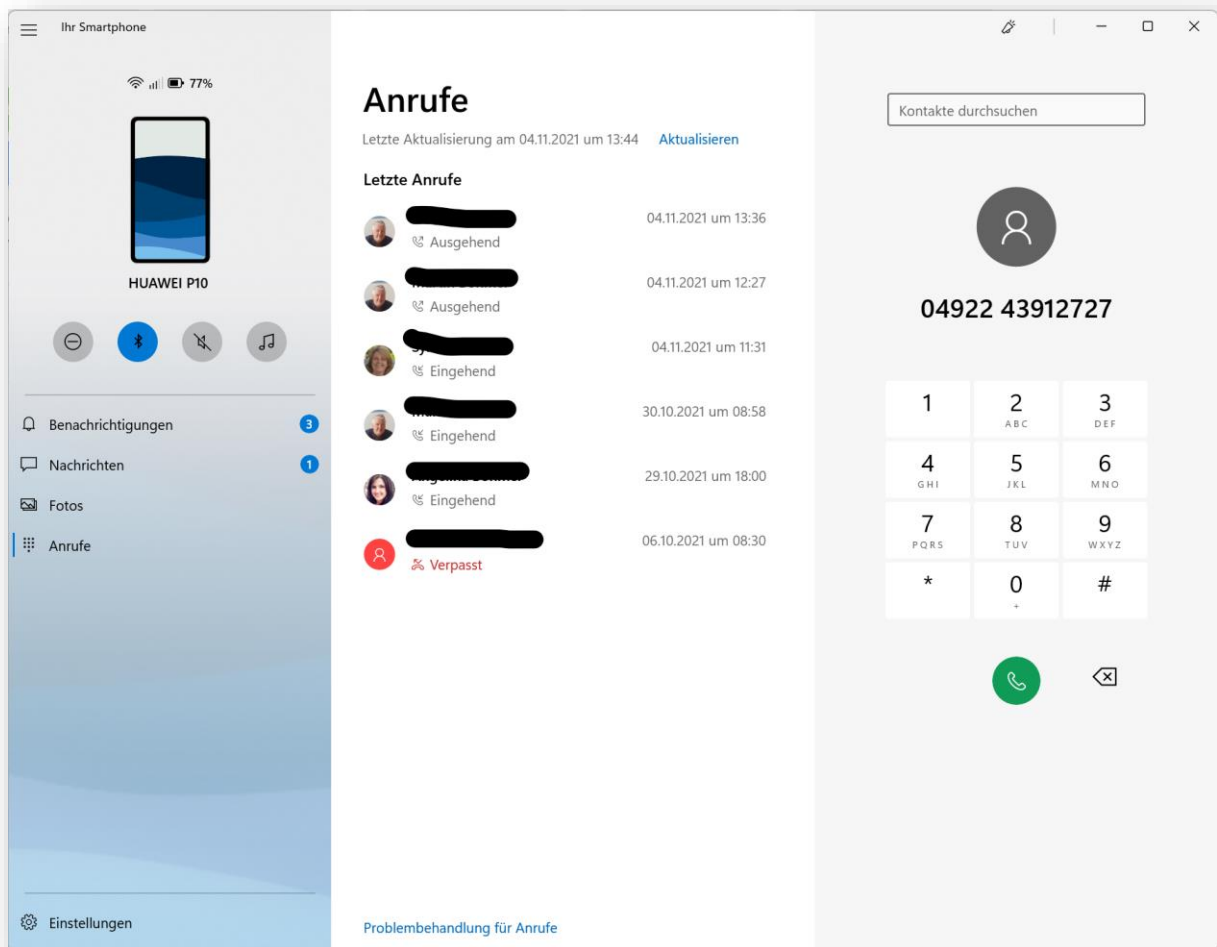 Ihr Smartphone
77%
HUAWEI P10
Benachrichtigungen 3
Nachrichten 1
Fotos
Anrufe
Einstellungen
Anrufe
Letzte Aktualisierung am 04.11.2021 um 13:44 Aktualisieren
Letzte Anrufe
04.11.2021 um 13:36
Ausgehend
04.11.2021 um 12:27
Ausgehend
04.11.2021 um 11:31
Eingehend
30.10.2021 um 08:58
Eingehend
29.10.2021 um 18:00
Eingehend
06.10.2021 um 08:30
Verpasst
Problembehandlung für Anrufe
Kontakte durchsuchen
04922 43912727
1 2 3
ABC DEF
4 5 6
GHI JKL MNO
7 8 9
PQRS TUV WXYZ
* 0 #
+